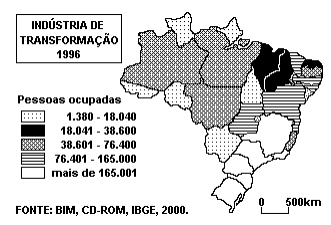 INDÚSTRIA DE
TRANSFORMAÇÃO
1996
Pessoas ocupadas
1.380 - 18.040
18.041 - 38.600
38.601 - 76.400
76.401 - 165.000
mais de 165.001
FONTE: BIM, CD-ROM, IBGE, 2000.
0 500km